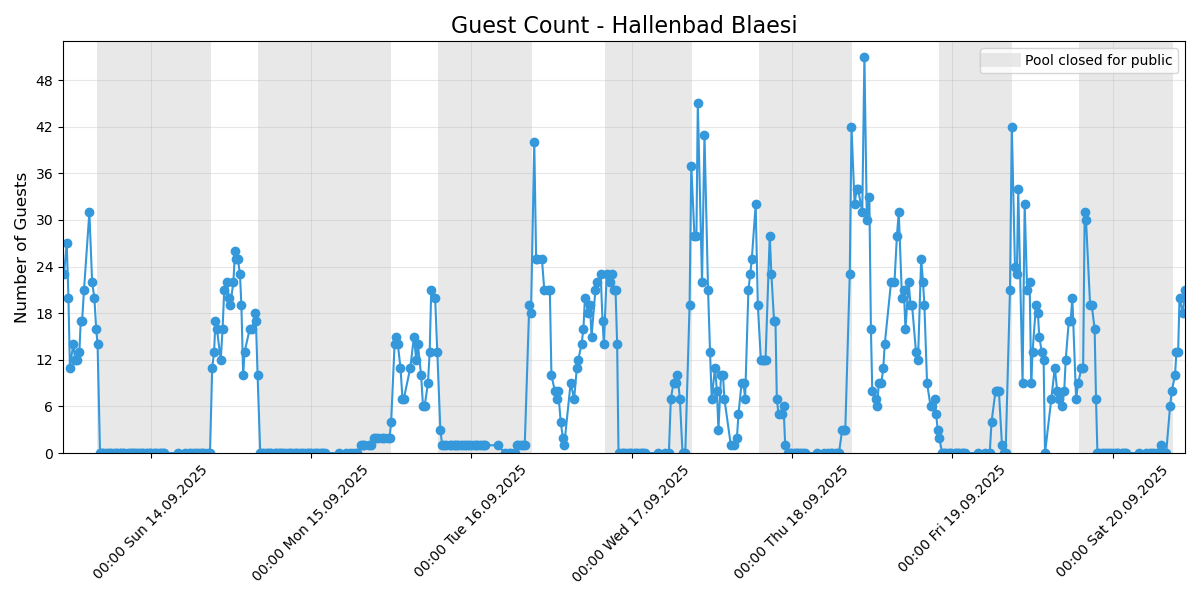 Guest Count - Hallenbad Blaesi
Pool closed for public
Number of Guests
48
42
36
30
24
18
12
6
0
00:00 Sun 14.09.2025
00:00 Mon 15.09.2025
00:00 Tue 16.09.2025
00:00 Wed 17.09.2025
00:00 Thu 18.09.2025
00:00 Fri 19.09.2025
00:00 Sat 20.09.2025